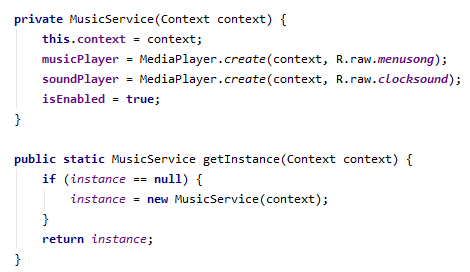 private MusicService(Context context) {
    this.context = context;
    musicPlayer = MediaPlayer.create(context, R.raw.menusong);
    soundPlayer = MediaPlayer.create(context, R.raw.clocksound);
    isEnabled = true;
}

public static MusicService getInstance(Context context) {
    if (instance == null) {
        instance = new MusicService(context);
    }
    return instance;
}